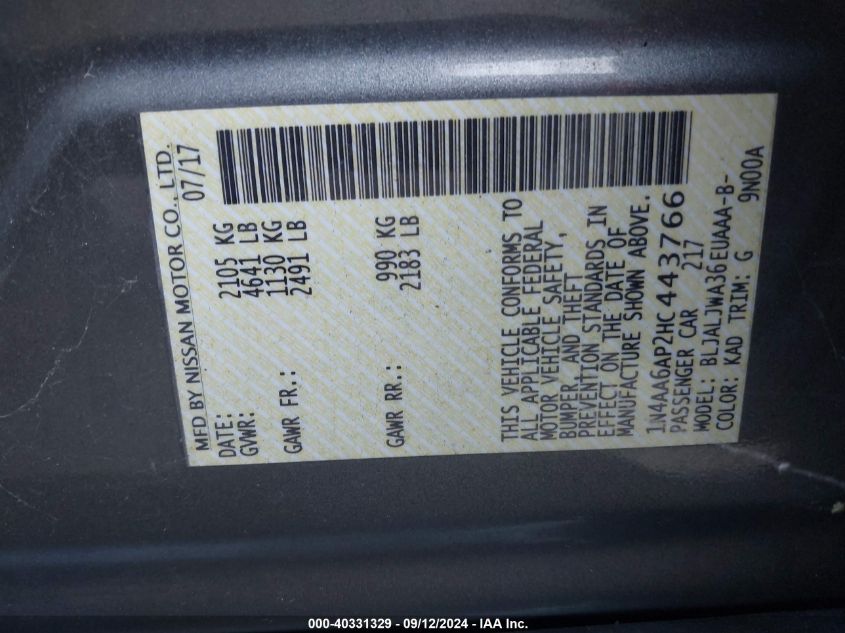 MFD BY NISSAN MOTOR CO., LTD.
DATE: 07/17
GVWR: 2105 KG
4641 LB
GAWR FR.: 1130 KG
2491 LB
GAWR RR.: 990 KG
2183 LB
THIS VEHICLE CONFORMS TO
ALL APPLICABLE FEDERAL
MOTOR VEHICLE SAFETY,
BUMPER, AND THEFT
PREVENTION STANDARDS IN
EFFECT ON THE DATE OF
MANUFACTURE SHOWN ABOVE.
1N4AA6AP2HC443766
PASSENGER CAR 217
MODEL: BLJALJWA36EUAAA-B-
COLOR: KAD TRIM: G 9N00A
000-40331329 - 09/12/2024 - IAA Inc.